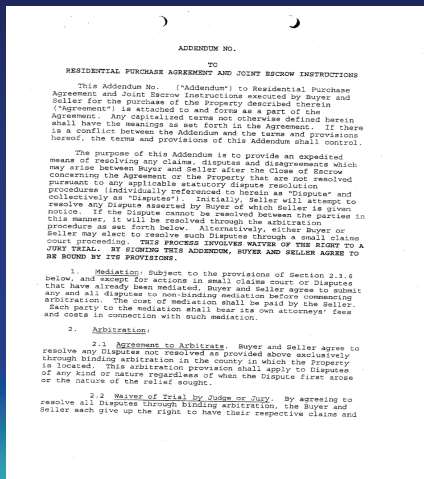 ADDENDUM NO.
TO
RESIDENTIAL PURCHASE AGREEMENT AND JOINT ESCROW INSTRUCTIONS
This Addendum No. ("Addendum") to Residential Purchase
Agreement and Joint Escrow Instructions executed by Buyer and
Seller for the purchase of the Property described therein
("Agreement") is attached to and forms as a part of the
Agreement. Any capitalized terms not otherwise defined herein
shall have the meanings as set forth in the Agreement. If there
is a conflict between the Addendum and the terms and provisions
hereof, the terms and provisions of this Addendum shall control.
The purpose of this Addendum is to provide an expedited
means of resolving any claims, disputes and disagreements which
may arise between Buyer and Seller after the Close of Escrow
concerning the Agreement or the Property that are not resolved
pursuant to any applicable statutory dispute resolution
procedures (individually referenced to herein as "Dispute" and
collectively as "Disputes"). Initially, Seller will attempt to
resolve any Dispute asserted by Buyer of which Seller is given
notice. If the Dispute cannot be resolved between the parties in
this manner, it will be resolved through the arbitration
procedure as set forth below. Alternatively, either Buyer or
Seller may elect to resolve such Disputes through a small claims
court proceeding. THIS PROCESS INVOLVES WAIVER OF THE RIGHT TO A
JURY TRIAL. BY SIGNING THIS ADDENDUM, BUYER AND SELLER AGREE TO
BE BOUND BY ITS PROVISIONS.
1. Mediation: Subject to the provisions of Section 2.3.6
below, and except for actions in small claims court or Disputes
that have already been mediated, Buyer and Seller agree to submit
any and all disputes to non-binding mediation before commencing
arbitration. The cost of mediation shall be paid by the Seller.
Each party to the mediation shall bear its own attorneys' fees
and costs in connection with such mediation.
2. Arbitration:
2.1 Agreement to Arbitrate. Buyer and Seller agree to
resolve any Disputes not resolved as provided above exclusively
through binding arbitration in the county in which the Property
is located. This arbitration provision shall apply to Disputes
of any kind or nature regardless of when the Dispute first arose
or the nature of the relief sought.
2.2 Waiver of Trial by Judge or Jury. By agreeing to
resolve all Disputes through binding arbitration, the Buyer and
Seller each give up the right to have their respective claims and